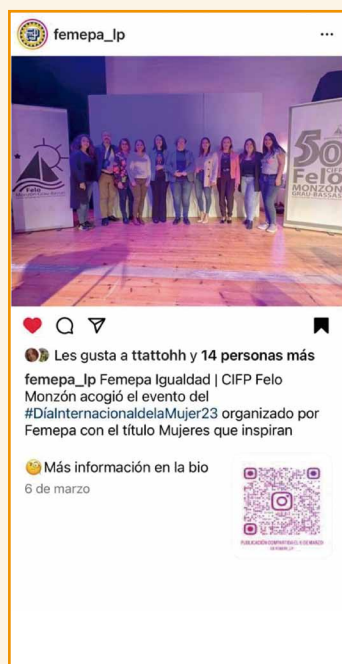 femepa_lp
Felo
50
CIFP
Felo
MONZÓN
GRAU-BASSAS
Les gusta a ttattohh y 14 personas más
femepa_lp Femepa Igualdad | CIFP Felo
Monzón acogió el evento del
#DíaInternacionaldelaMujer23 organizado por
Femepa con el título Mujeres que inspiran
Más información en la bio
6 de marzo